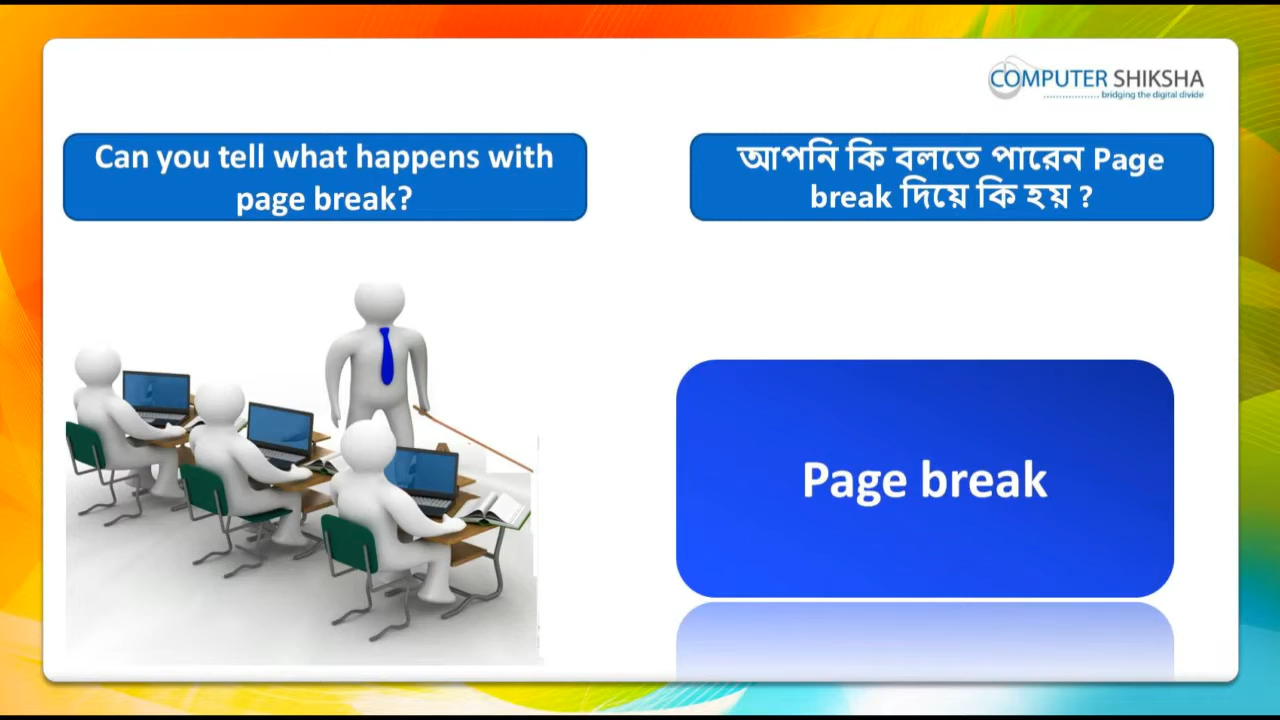 COMPUTER SHIKSHA
bridging the digital divide
Can you tell what happens with
page break?
আপনি কি বলতে পারেন Page
break দিয়ে কি হয় ?
Page break